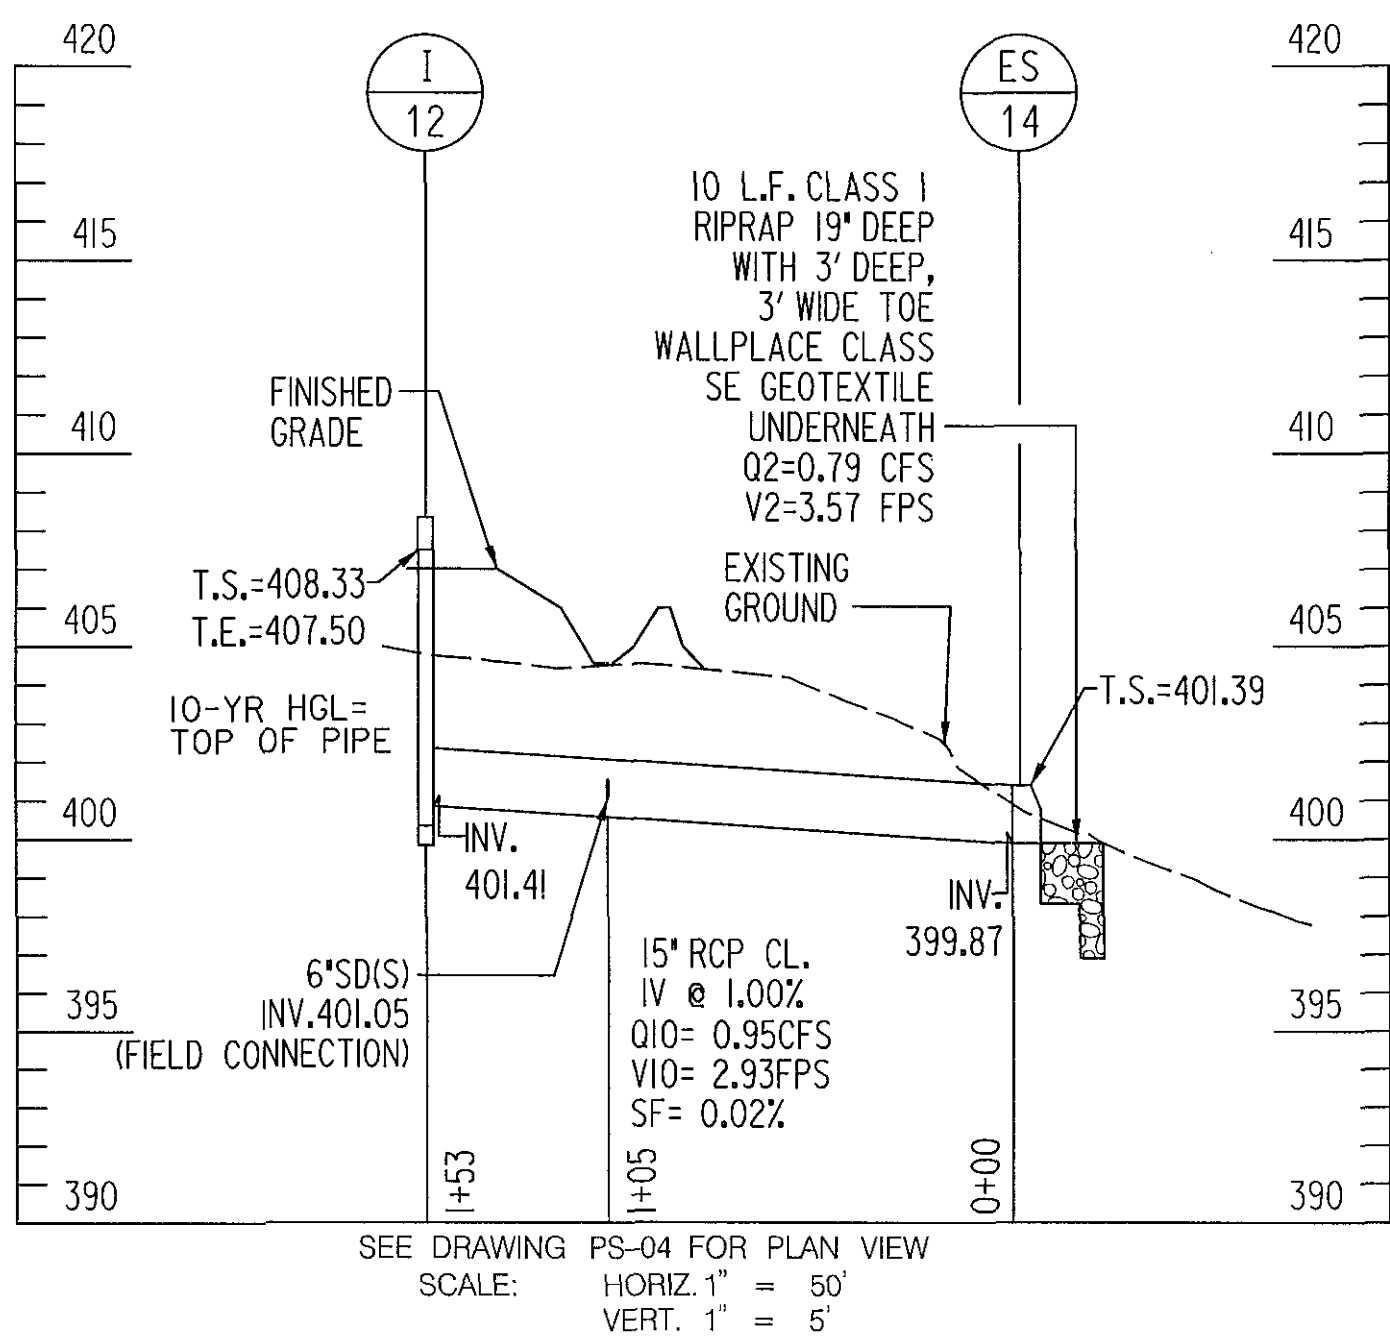 420
420
I
12
ES
14
10 L.F. CLASS 1
RIPRAP 19" DEEP
WITH 3' DEEP,
3' WIDE TOE
WALLPLACE CLASS
SE GEOTEXTILE
UNDERNEATH
Q2=0.79 CFS
V2=3.57 FPS
415
415
FINISHED
GRADE
410
410
EXISTING
GROUND
T.S.=408.33
T.E.=407.50
405
405
10-YR HGL=
TOP OF PIPE
T.S.=401.39
400
400
INV.
401.41
INV.
399.87
6"SD(S)
INV.401.05
(FIELD CONNECTION)
15" RCP CL.
IV @ 1.00%
Q10= 0.95CFS
V10= 2.93FPS
SF= 0.02%
395
395
1+53
1+05
0+00
390
390
SEE DRAWING PS-04 FOR PLAN VIEW
SCALE: HORIZ. 1" = 50'
VERT. 1" = 5'